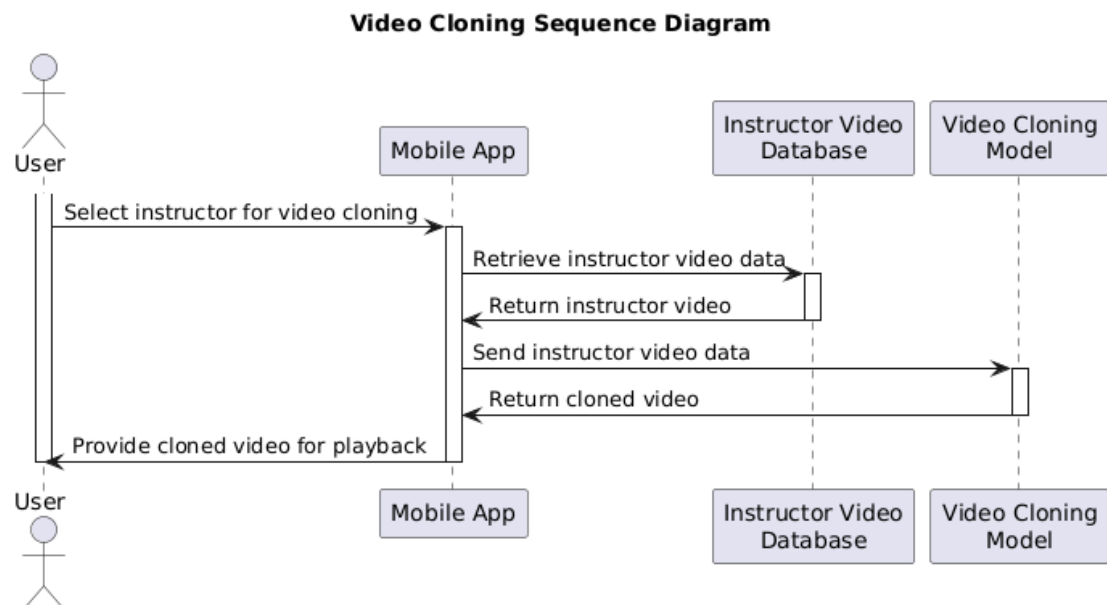 Video Cloning Sequence Diagram
User
Mobile App
Instructor Video
Database
Video Cloning
Model
Select instructor for video cloning
Retrieve instructor video data
Return instructor video
Send instructor video data
Return cloned video
Provide cloned video for playback
User
Mobile App
Instructor Video
Database
Video Cloning
Model